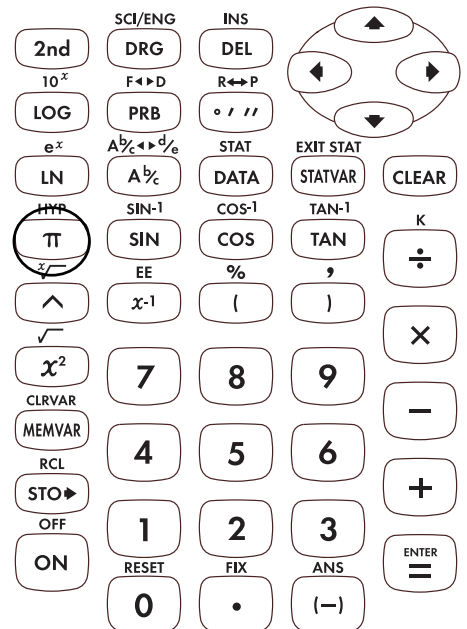 SCI/ENG INS
2nd DRG DEL
10ˣ F◂▸D R↔P
LOG PRB ° ′ ″
eˣ Ab/c◂▸d/e STAT EXIT STAT
LN Ab/c DATA STATVAR CLEAR
HYP SIN-1 COS-1 TAN-1 K
π SIN COS TAN ÷
ˣ√ EE % ,
^ x-1 ( ) ×
√
x² 7 8 9 −
CLRVAR
MEMVAR 4 5 6
RCL
STO▸ +
OFF 1 2 3
ON RESET FIX ANS ENTER
0 . (−) =